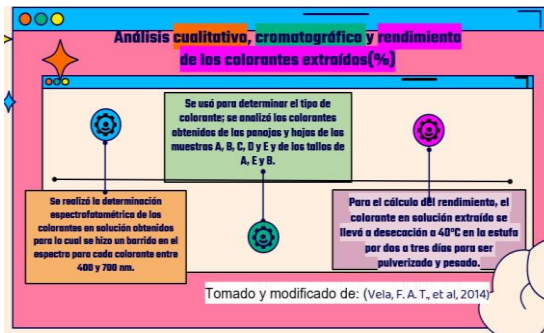 Análisis cualitativo, cromatográfico y rendimiento
de los colorantes extraídos(%)
Se usó para determinar el tipo de
colorante; se analizó los colorantes
obtenidos de las panojas y hojas de las
muestras A, B, C, D y E y de los tallos de
A, E y B.
Se realizó la determinación
espectrofotométrica de los
colorantes en solución obtenidos
para lo cual se hizo un barrido en el
espectro para cada colorante entre
400 y 700 nm.
Para el cálculo del rendimiento, el
colorante en solución extraído se
llevó a desecación a 40°C en la estufa
por dos a tres días para ser
pulverizado y pesado.
Tomado y modificado de: (Vela, F. A. T., et al, 2014)